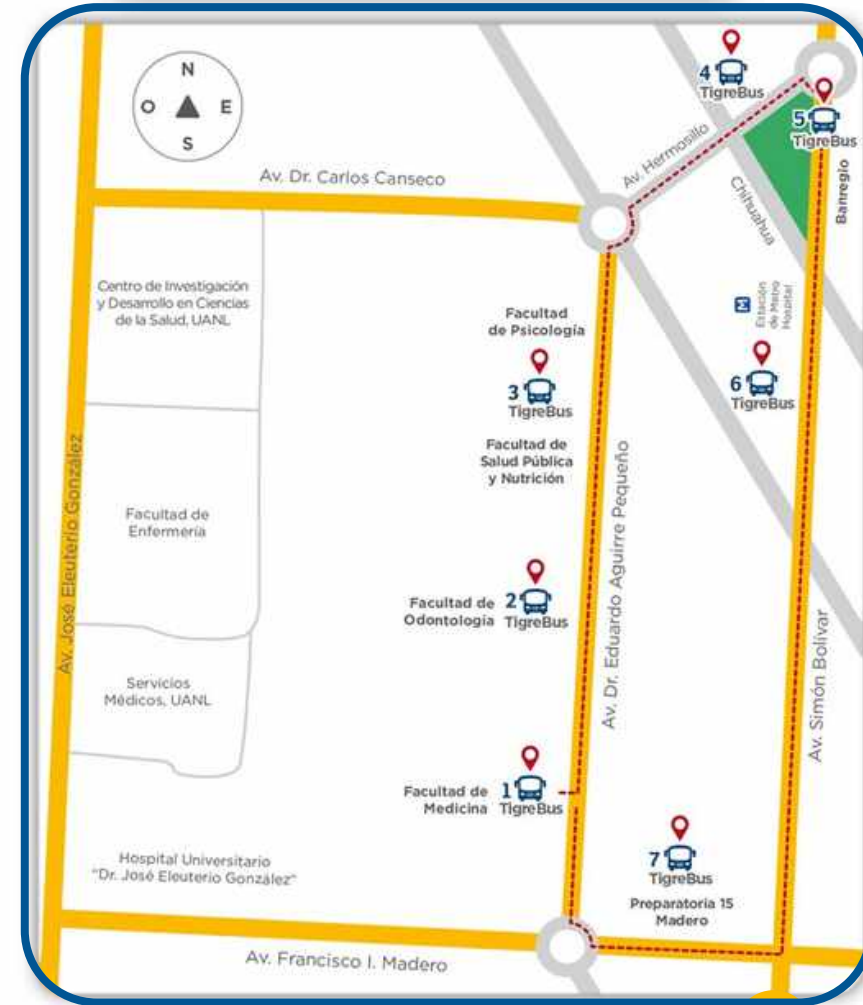 N
O
E
S
4
TigreBus
5
TigreBus
Banregio
Av. Hermosillo
Chihuahua
Av. Dr. Carlos Canseco
Centro de Investigación
y Desarrollo en Ciencias
de la Salud, UANL
Facultad
de Psicología
3
TigreBus
Facultad de
Salud Pública
y Nutrición
M
Estación
de Metro
Hospital
6
TigreBus
Av. José Eleuterio González
Facultad de
Enfermería
Facultad de
Odontología
2
TigreBus
Av. Dr. Eduardo Aguirre Pequeño
Av. Simón Bolívar
Servicios
Médicos, UANL
Facultad de
Medicina
1
TigreBus
Hospital Universitario
"Dr. José Eleuterio González"
7
TigreBus
Preparatoria 15
Madero
Av. Francisco I. Madero